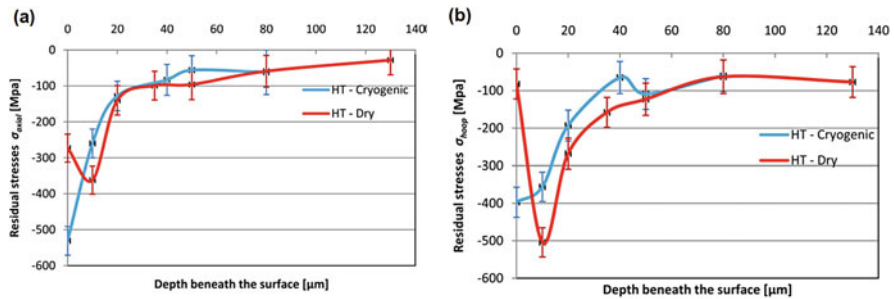 (a)
0 20 40 60 80 100 120 140
0
-100
-200
-300
-400
-500
-600
Residual stresses σaxial [Mpa]
HT - Cryogenic
HT - Dry
Depth beneath the surface [µm]
(b)
0 20 40 60 80 100 120 140
0
-100
-200
-300
-400
-500
-600
Residual stresses σhoop [Mpa]
HT - Cryogenic
HT - Dry
Depth beneath the surface [µm]